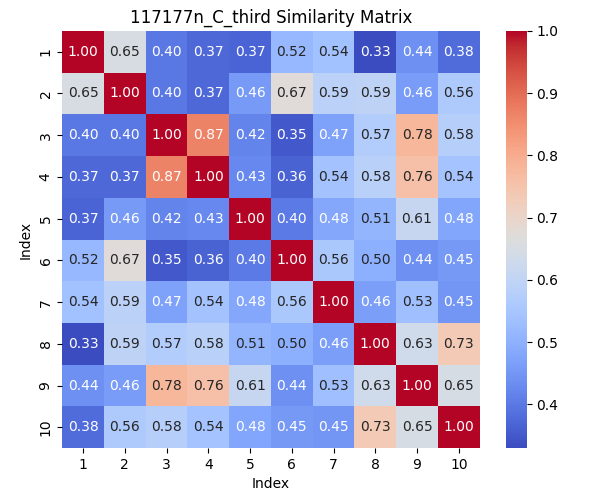 117177n_C_third Similarity Matrix
1 1.00 0.65 0.40 0.37 0.37 0.52 0.54 0.33 0.44 0.38
2 0.65 1.00 0.40 0.37 0.46 0.67 0.59 0.59 0.46 0.56
3 0.40 0.40 1.00 0.87 0.42 0.35 0.47 0.57 0.78 0.58
4 0.37 0.37 0.87 1.00 0.43 0.36 0.54 0.58 0.76 0.54
5 0.37 0.46 0.42 0.43 1.00 0.40 0.48 0.51 0.61 0.48
6 0.52 0.67 0.35 0.36 0.40 1.00 0.56 0.50 0.44 0.45
7 0.54 0.59 0.47 0.54 0.48 0.56 1.00 0.46 0.53 0.45
8 0.33 0.59 0.57 0.58 0.51 0.50 0.46 1.00 0.63 0.73
9 0.44 0.46 0.78 0.76 0.61 0.44 0.53 0.63 1.00 0.65
10 0.38 0.56 0.58 0.54 0.48 0.45 0.45 0.73 0.65 1.00
1 2 3 4 5 6 7 8 9 10
Index
Index
1.0
0.9
0.8
0.7
0.6
0.5
0.4